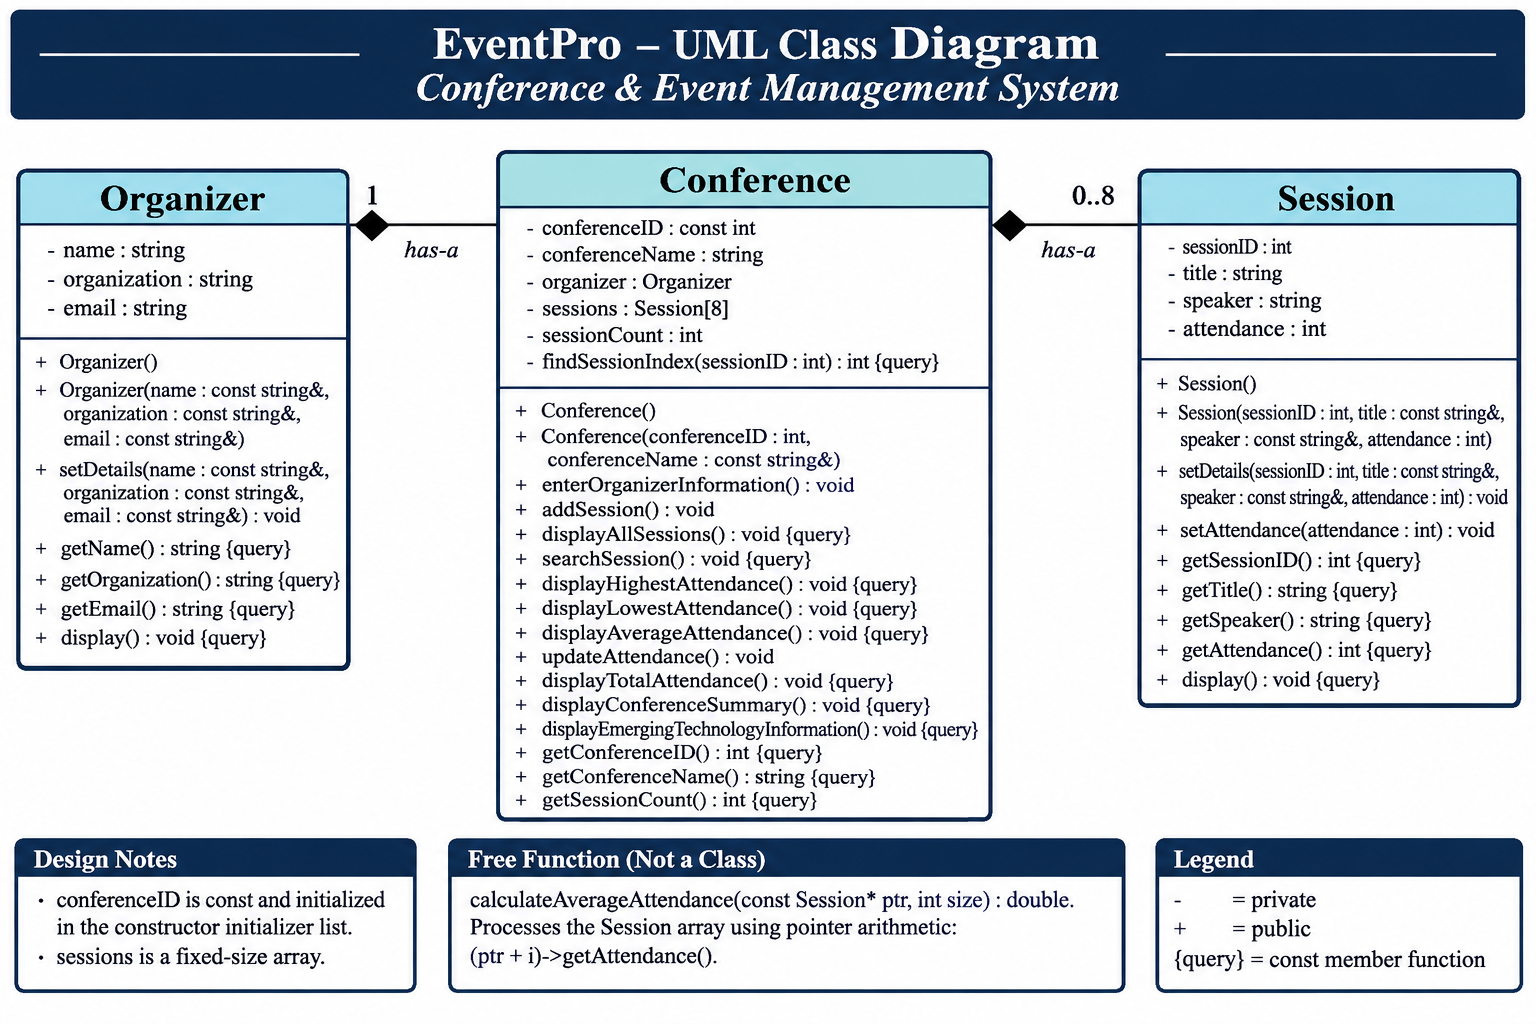 EventPro – UML Class Diagram
Conference & Event Management System
Organizer
- name : string
- organization : string
- email : string
+ Organizer()
+ Organizer(name : const string&,
organization : const string&,
email : const string&)
+ setDetails(name : const string&,
organization : const string&,
email : const string&) : void
+ getName() : string {query}
+ getOrganization() : string {query}
+ getEmail() : string {query}
+ display() : void {query}
1
has-a
Conference
- conferenceID : const int
- conferenceName : string
- organizer : Organizer
- sessions : Session[8]
- sessionCount : int
- findSessionIndex(sessionID : int) : int {query}
+ Conference()
+ Conference(conferenceID : int,
conferenceName : const string&)
+ enterOrganizerInformation() : void
+ addSession() : void
+ displayAllSessions() : void {query}
+ searchSession() : void {query}
+ displayHighestAttendance() : void {query}
+ displayLowestAttendance() : void {query}
+ displayAverageAttendance() : void {query}
+ updateAttendance() : void
+ displayTotalAttendance() : void {query}
+ displayConferenceSummary() : void {query}
+ displayEmergingTechnologyInformation() : void {query}
+ getConferenceID() : int {query}
+ getConferenceName() : string {query}
+ getSessionCount() : int {query}
0..8
has-a
Session
- sessionID : int
- title : string
- speaker : string
- attendance : int
+ Session()
+ Session(sessionID : int, title : const string&,
speaker : const string&, attendance : int)
+ setDetails(sessionID : int, title : const string&,
speaker : const string&, attendance : int) : void
+ setAttendance(attendance : int) : void
+ getSessionID() : int {query}
+ getTitle() : string {query}
+ getSpeaker() : string {query}
+ getAttendance() : int {query}
+ display() : void {query}
Design Notes
· conferenceID is const and initialized
in the constructor initializer list.
· sessions is a fixed-size array.
Free Function (Not a Class)
calculateAverageAttendance(const Session* ptr, int size) : double.
Processes the Session array using pointer arithmetic:
(ptr + i)->getAttendance().
Legend
- = private
+ = public
{query} = const member function